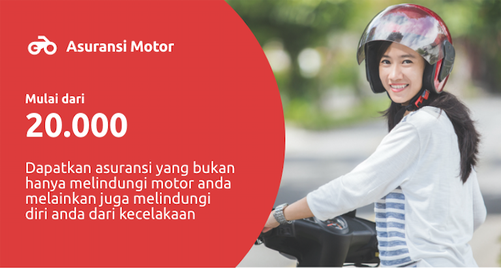 Asuransi Motor
Mulai dari
20.000
Dapatkan asuransi yang bukan
hanya melindungi motor anda
melainkan juga melindungi
diri anda dari kecelakaan